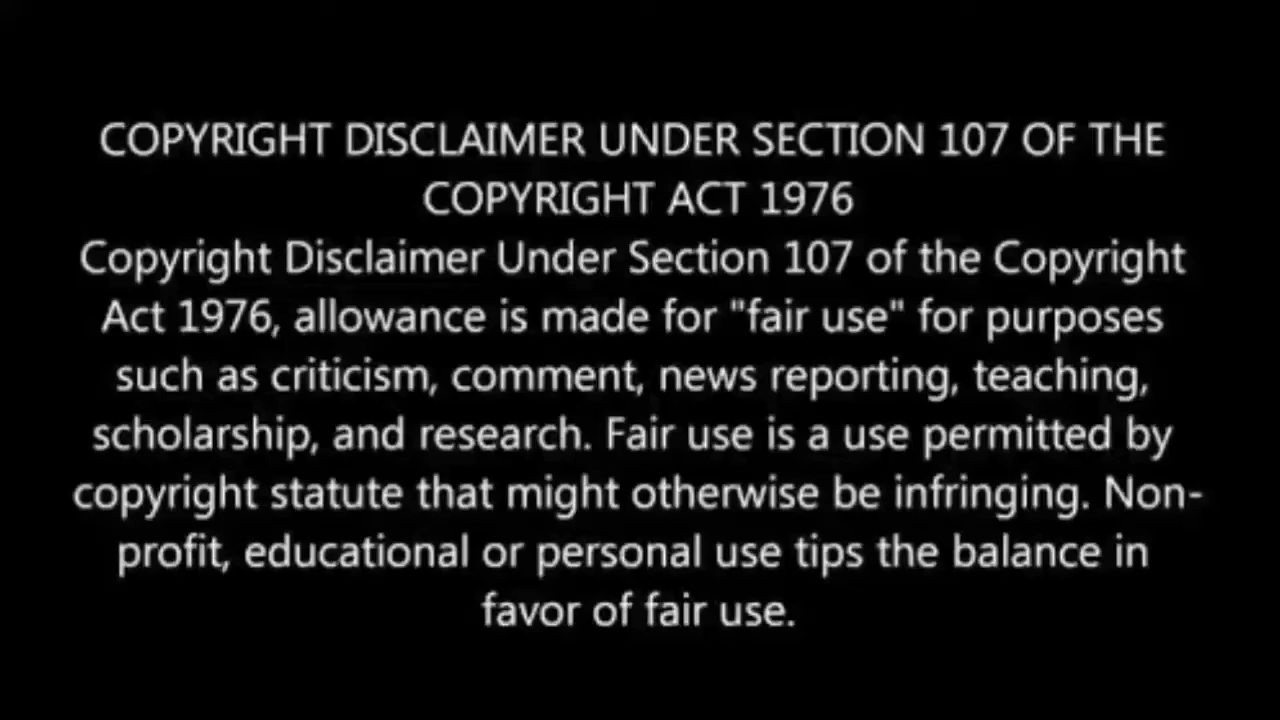 COPYRIGHT DISCLAIMER UNDER SECTION 107 OF THE
COPYRIGHT ACT 1976
Copyright Disclaimer Under Section 107 of the Copyright
Act 1976, allowance is made for "fair use" for purposes
such as criticism, comment, news reporting, teaching,
scholarship, and research. Fair use is a use permitted by
copyright statute that might otherwise be infringing. Non-
profit, educational or personal use tips the balance in
favor of fair use.